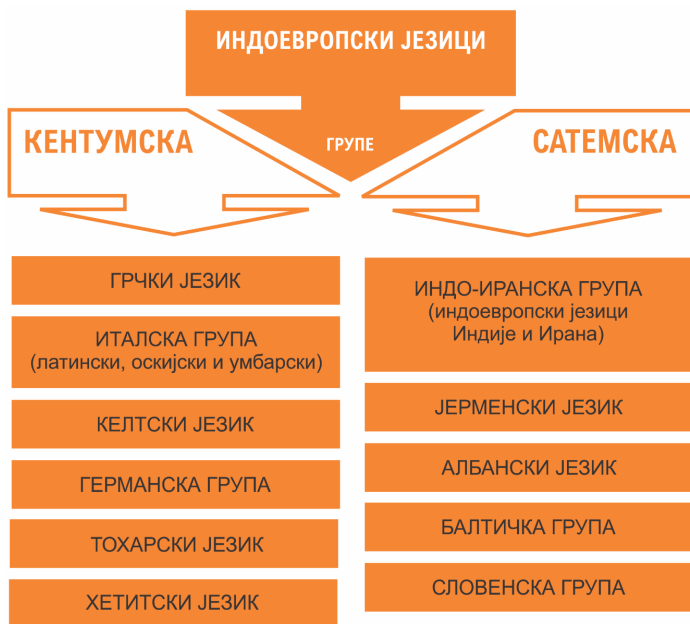 ИНДОЕВРОПСКИ ЈЕЗИЦИ
ГРУПЕ
КЕНТУМСКА
САТЕМСКА
ГРЧКИ ЈЕЗИК
ИТАЛСКА ГРУПА
(латински, оскијски и умбарски)
КЕЛТСКИ ЈЕЗИК
ГЕРМАНСКА ГРУПА
ТОХАРСКИ ЈЕЗИК
ХЕТИТСКИ ЈЕЗИК
ИНДО-ИРАНСКА ГРУПА
(индоевропски језици
Индије и Ирана)
ЈЕРМЕНСКИ ЈЕЗИК
АЛБАНСКИ ЈЕЗИК
БАЛТИЧКА ГРУПА
СЛОВЕНСКА ГРУПА